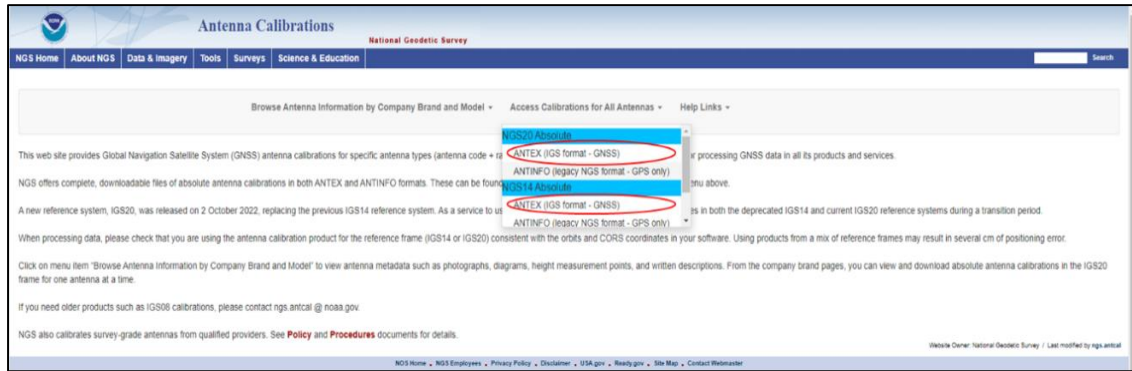 NOAA
Antenna Calibrations
National Geodetic Survey
NGS Home About NGS Data & Imagery Tools Surveys Science & Education Search
Browse Antenna Information by Company Brand and Model Access Calibrations for All Antennas Help Links
NGS20 Absolute
ANTEX (IGS format - GNSS)
ANTINFO (legacy NGS format - GPS only)
NGS14 Absolute
ANTEX (IGS format - GNSS)
ANTINFO (legacy NGS format - GPS only)
This web site provides Global Navigation Satellite System (GNSS) antenna calibrations for specific antenna types (antenna code + ra or processing GNSS data in all its products and services.
NGS offers complete, downloadable files of absolute antenna calibrations in both ANTEX and ANTINFO formats. These can be found enu above.
A new reference system, IGS20, was released on 2 October 2022, replacing the previous IGS14 reference system. As a service to us es in both the deprecated IGS14 and current IGS20 reference systems during a transition period.
When processing data, please check that you are using the antenna calibration product for the reference frame (IGS14 or IGS20) consistent with the orbits and CORS coordinates in your software. Using products from a mix of reference frames may result in several cm of positioning error.
Click on menu item "Browse Antenna Information by Company Brand and Model" to view antenna metadata such as photographs, diagrams, height measurement points, and written descriptions. From the company brand pages, you can view and download absolute antenna calibrations in the IGS20
frame for one antenna at a time.
If you need older products such as IGS08 calibrations, please contact ngs.antcal @ noaa.gov.
NGS also calibrates survey-grade antennas from qualified providers. See Policy and Procedures documents for details.
Website Owner: National Geodetic Survey / Last modified by ngs.antcal
NOS Home NGS Employees Privacy Policy Disclaimer USA.gov Ready.gov Site Map Contact Webmaster